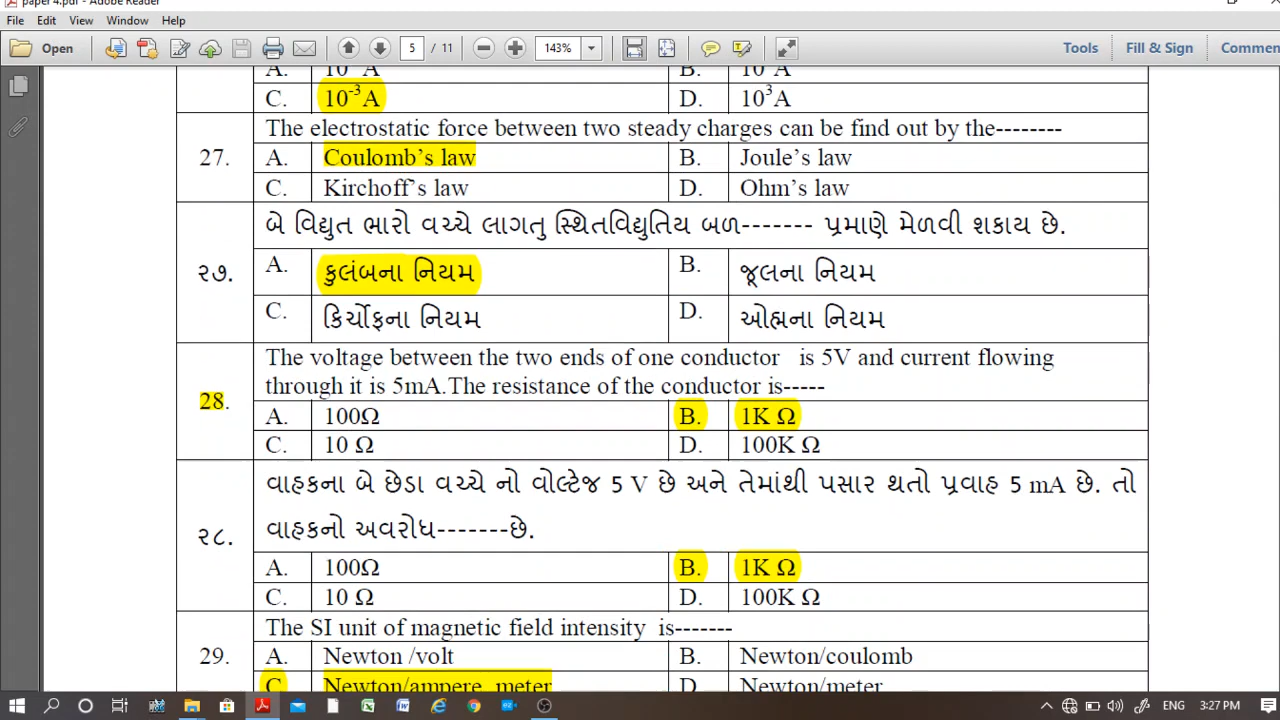 paper 4.pdf - Adobe Reader
File Edit View Window Help
Open 5 / 11 143% Tools Fill & Sign Commen
A. A B. A
C. 10⁻³A D. 10³A
27. The electrostatic force between two steady charges can be find out by the--------
A. Coulomb’s law B. Joule’s law
C. Kirchoff’s law D. Ohm’s law
૨૭. બે વિદ્યુત ભારો વચ્ચે લાગતુ સ્થિતવિદ્યુતિય બળ------- પ્રમાણે મેળવી શકાય છે.
A. કુલંબના નિયમ B. જૂલના નિયમ
C. કિર્ચોફના નિયમ D. ઓહ્મના નિયમ
28. The voltage between the two ends of one conductor is 5V and current flowing
through it is 5mA.The resistance of the conductor is-----
A. 100Ω B. 1K Ω
C. 10 Ω D. 100K Ω
૨૮. વાહકના બે છેડા વચ્ચે નો વોલ્ટેજ 5 V છે અને તેમાંથી પસાર થતો પ્રવાહ 5 mA છે. તો
વાહકનો અવરોધ-------છે.
A. 100Ω B. 1K Ω
C. 10 Ω D. 100K Ω
29. The SI unit of magnetic field intensity is-------
A. Newton /volt B. Newton/coulomb
C Newton/ampere meter D Newton/meter
ENG 3:27 PM